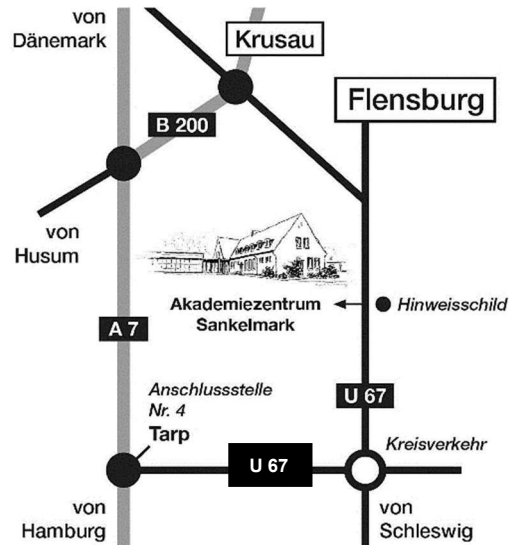 von
Dänemark
Krusau
Flensburg
B 200
von
Husum
Akademiezentrum
Sankelmark
Hinweisschild
A 7
Anschlussstelle
Nr. 4
Tarp
U 67
Kreisverkehr
U 67
von
Hamburg
von
Schleswig